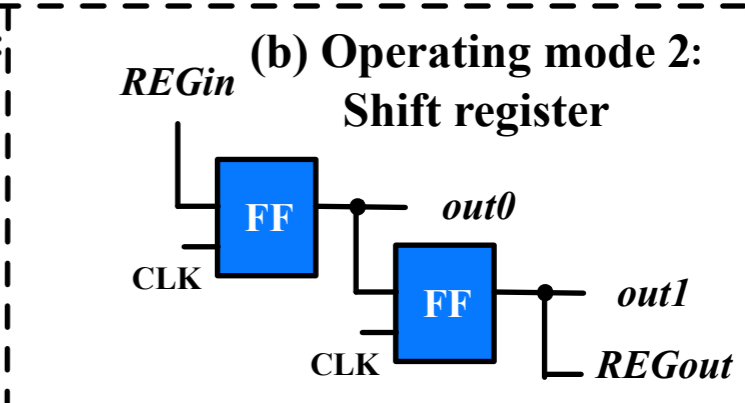 (b) Operating mode 2:
Shift register
REGin
FF
out0
CLK
FF
out1
CLK
REGout